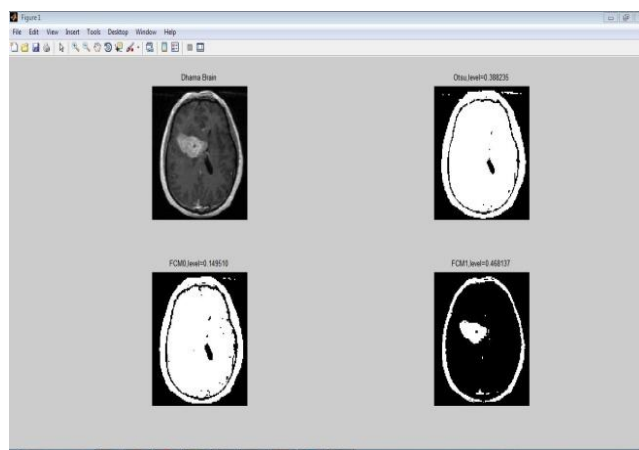 Figure 1
File Edit View Insert Tools Desktop Window Help
Dhama Brain
Otsu,level=0.388235
FCM0,level=0.149510
FCM1,level=0.468137